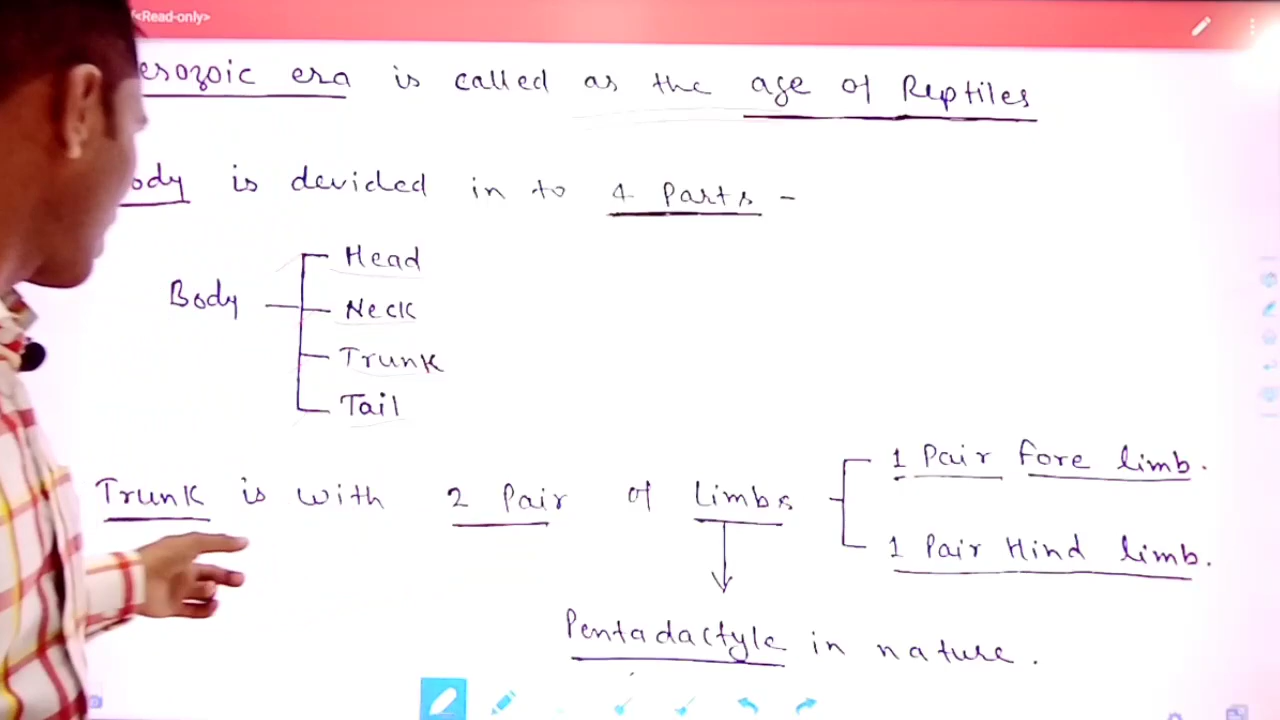 <Read-only>
esozoic era is called as the age of Reptiles
ody is devided in to 4 Parts -
Body
Head
Neck
Trunk
Tail
Trunk is with 2 Pair of Limbs
1 Pair Fore limb.
1 Pair Hind limb.
Pentadactyle in nature.